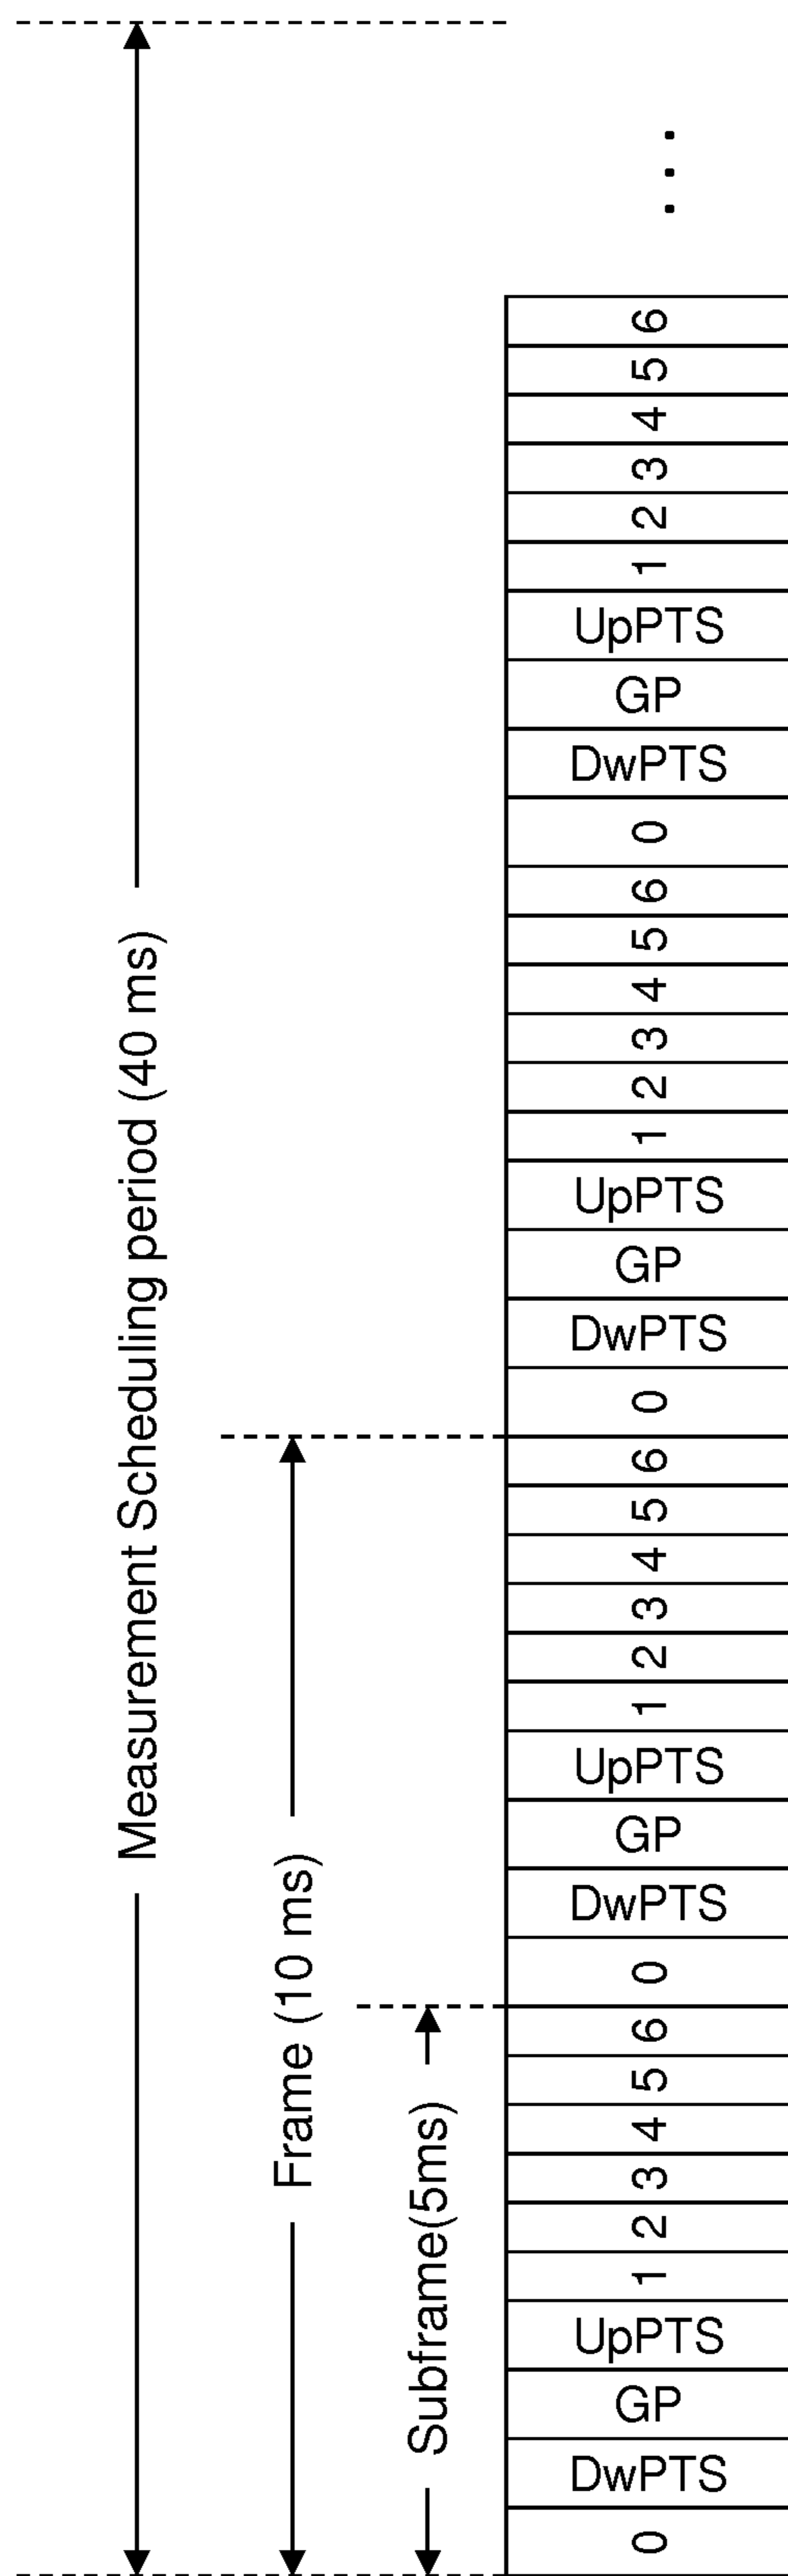 Measurement Scheduling period (40 ms)
Frame (10 ms)
Subframe(5ms)
0 DwPTS GP UpPTS 1 2 3 4 5 6 0 DwPTS GP UpPTS 1 2 3 4 5 6 0 DwPTS GP UpPTS 1 2 3 4 5 6 0 DwPTS GP UpPTS 1 2 3 4 5 6 ...